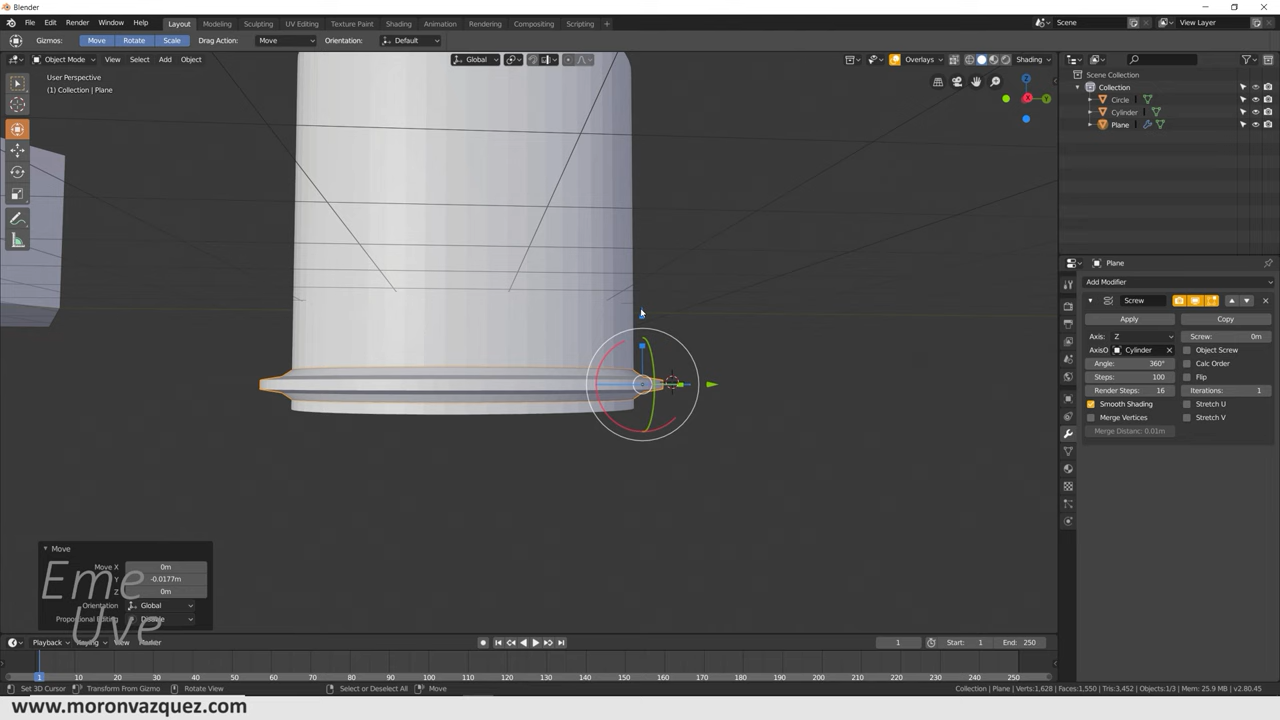 Blender
File Edit Render Window Help Layout Modeling Sculpting UV Editing Texture Paint Shading Animation Rendering Compositing Scripting + Scene View Layer
Gizmos: Move Rotate Scale Drag Action: Move Orientation: Default
Object Mode View Select Add Object Global Overlays Shading
User Perspective
(1) Collection | Plane
Scene Collection
Collection
Circle
Cylinder
Plane
Plane
Add Modifier
Screw
Apply Copy
Axis: Z Screw: 0m
AxisO Cylinder Object Screw
Angle: 360° Calc Order
Steps: 100 Flip
Render Steps: 16 Iterations: 1
Smooth Shading Stretch U
Merge Vertices Stretch V
Merge Distanc: 0.01m
Move
Move X 0m
Y -0.0177m
Z 0m
Orientation Global
Proportional Editing Disable
Eme
Uve
Playback Keying View Marker 1 Start: 1 End: 250
1 10 20 30 40 50 60 70 80 90 100 110 120 130 140 150 160 170 180 190 200 210 220 230 240 250
Set 3D Cursor Transform From Gizmo Rotate View Select or Deselect All Move Collection | Plane | Verts:1,628 | Faces:1,550 | Tris:3,452 | Objects:1/3 | Mem: 25.9 MB | v2.80.45
www.moronvazquez.com